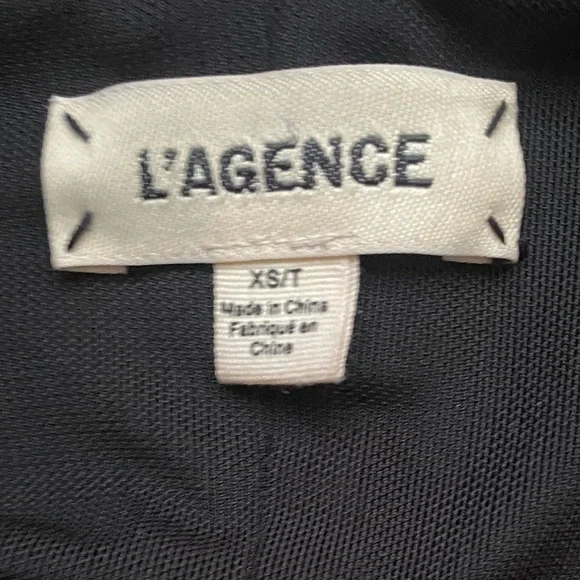 L'AGENCE
XS/T
Made in China
Fabriqué en
Chine